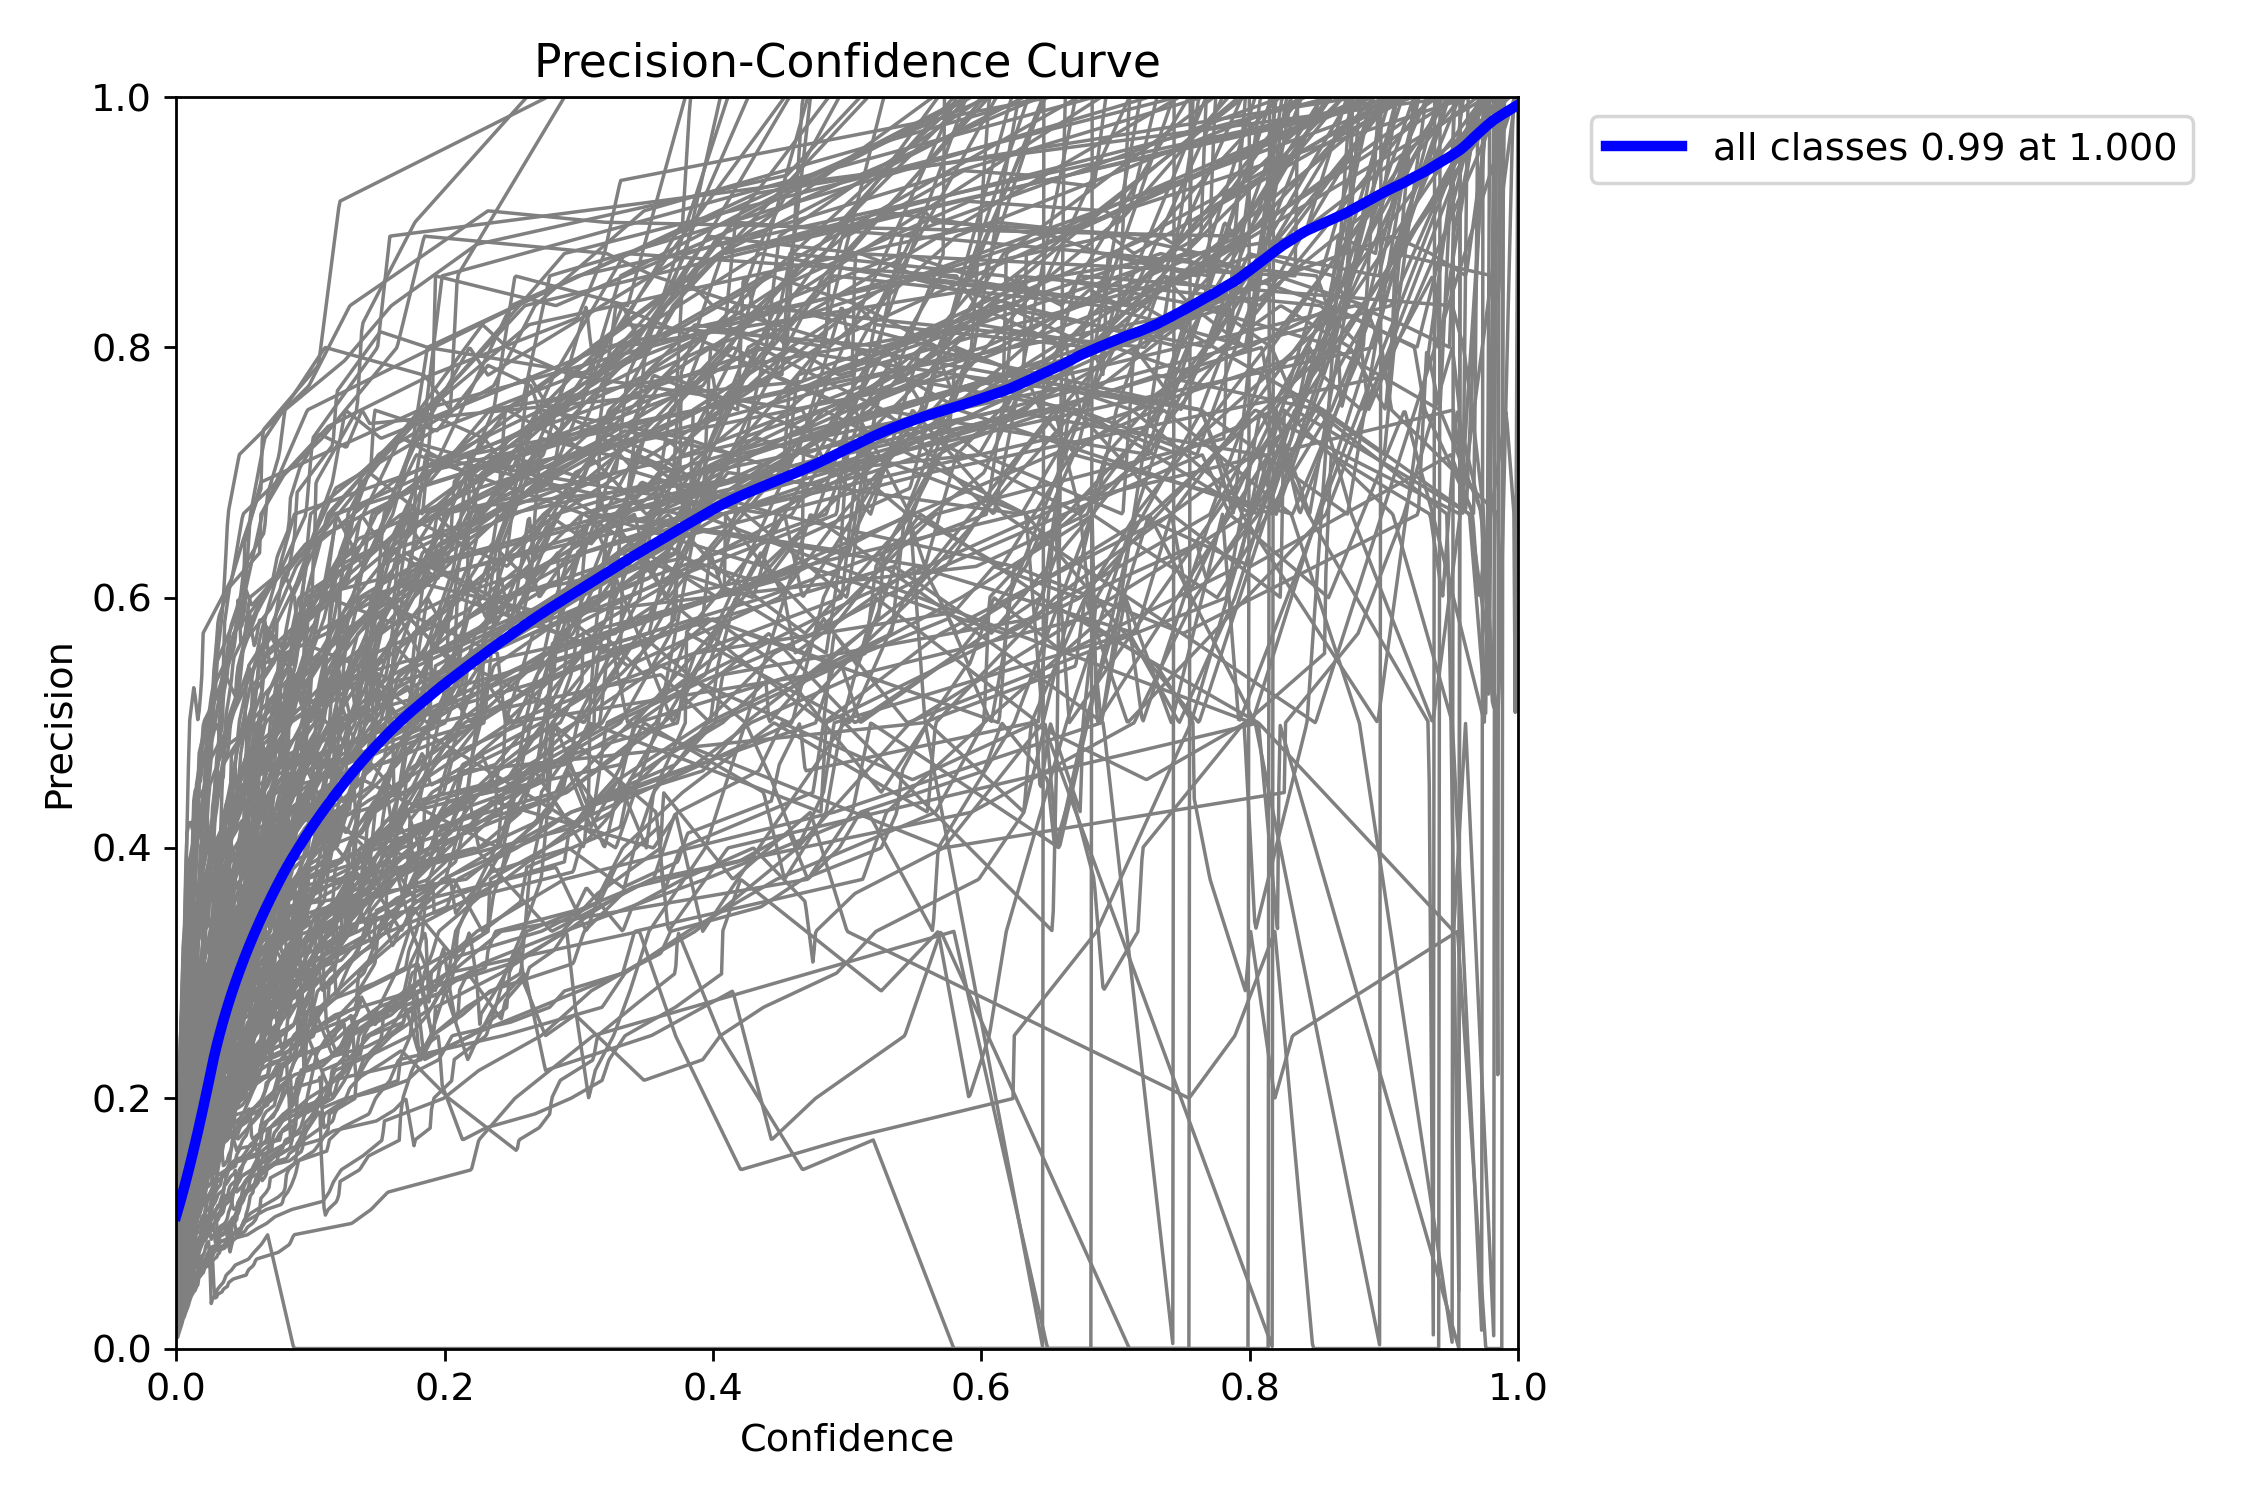 Precision-Confidence Curve
1.0
all classes 0.99 at 1.000
0.8
0.6
Precision
0.4
0.2
0.0
0.0 0.2 0.4 0.6 0.8 1.0
Confidence